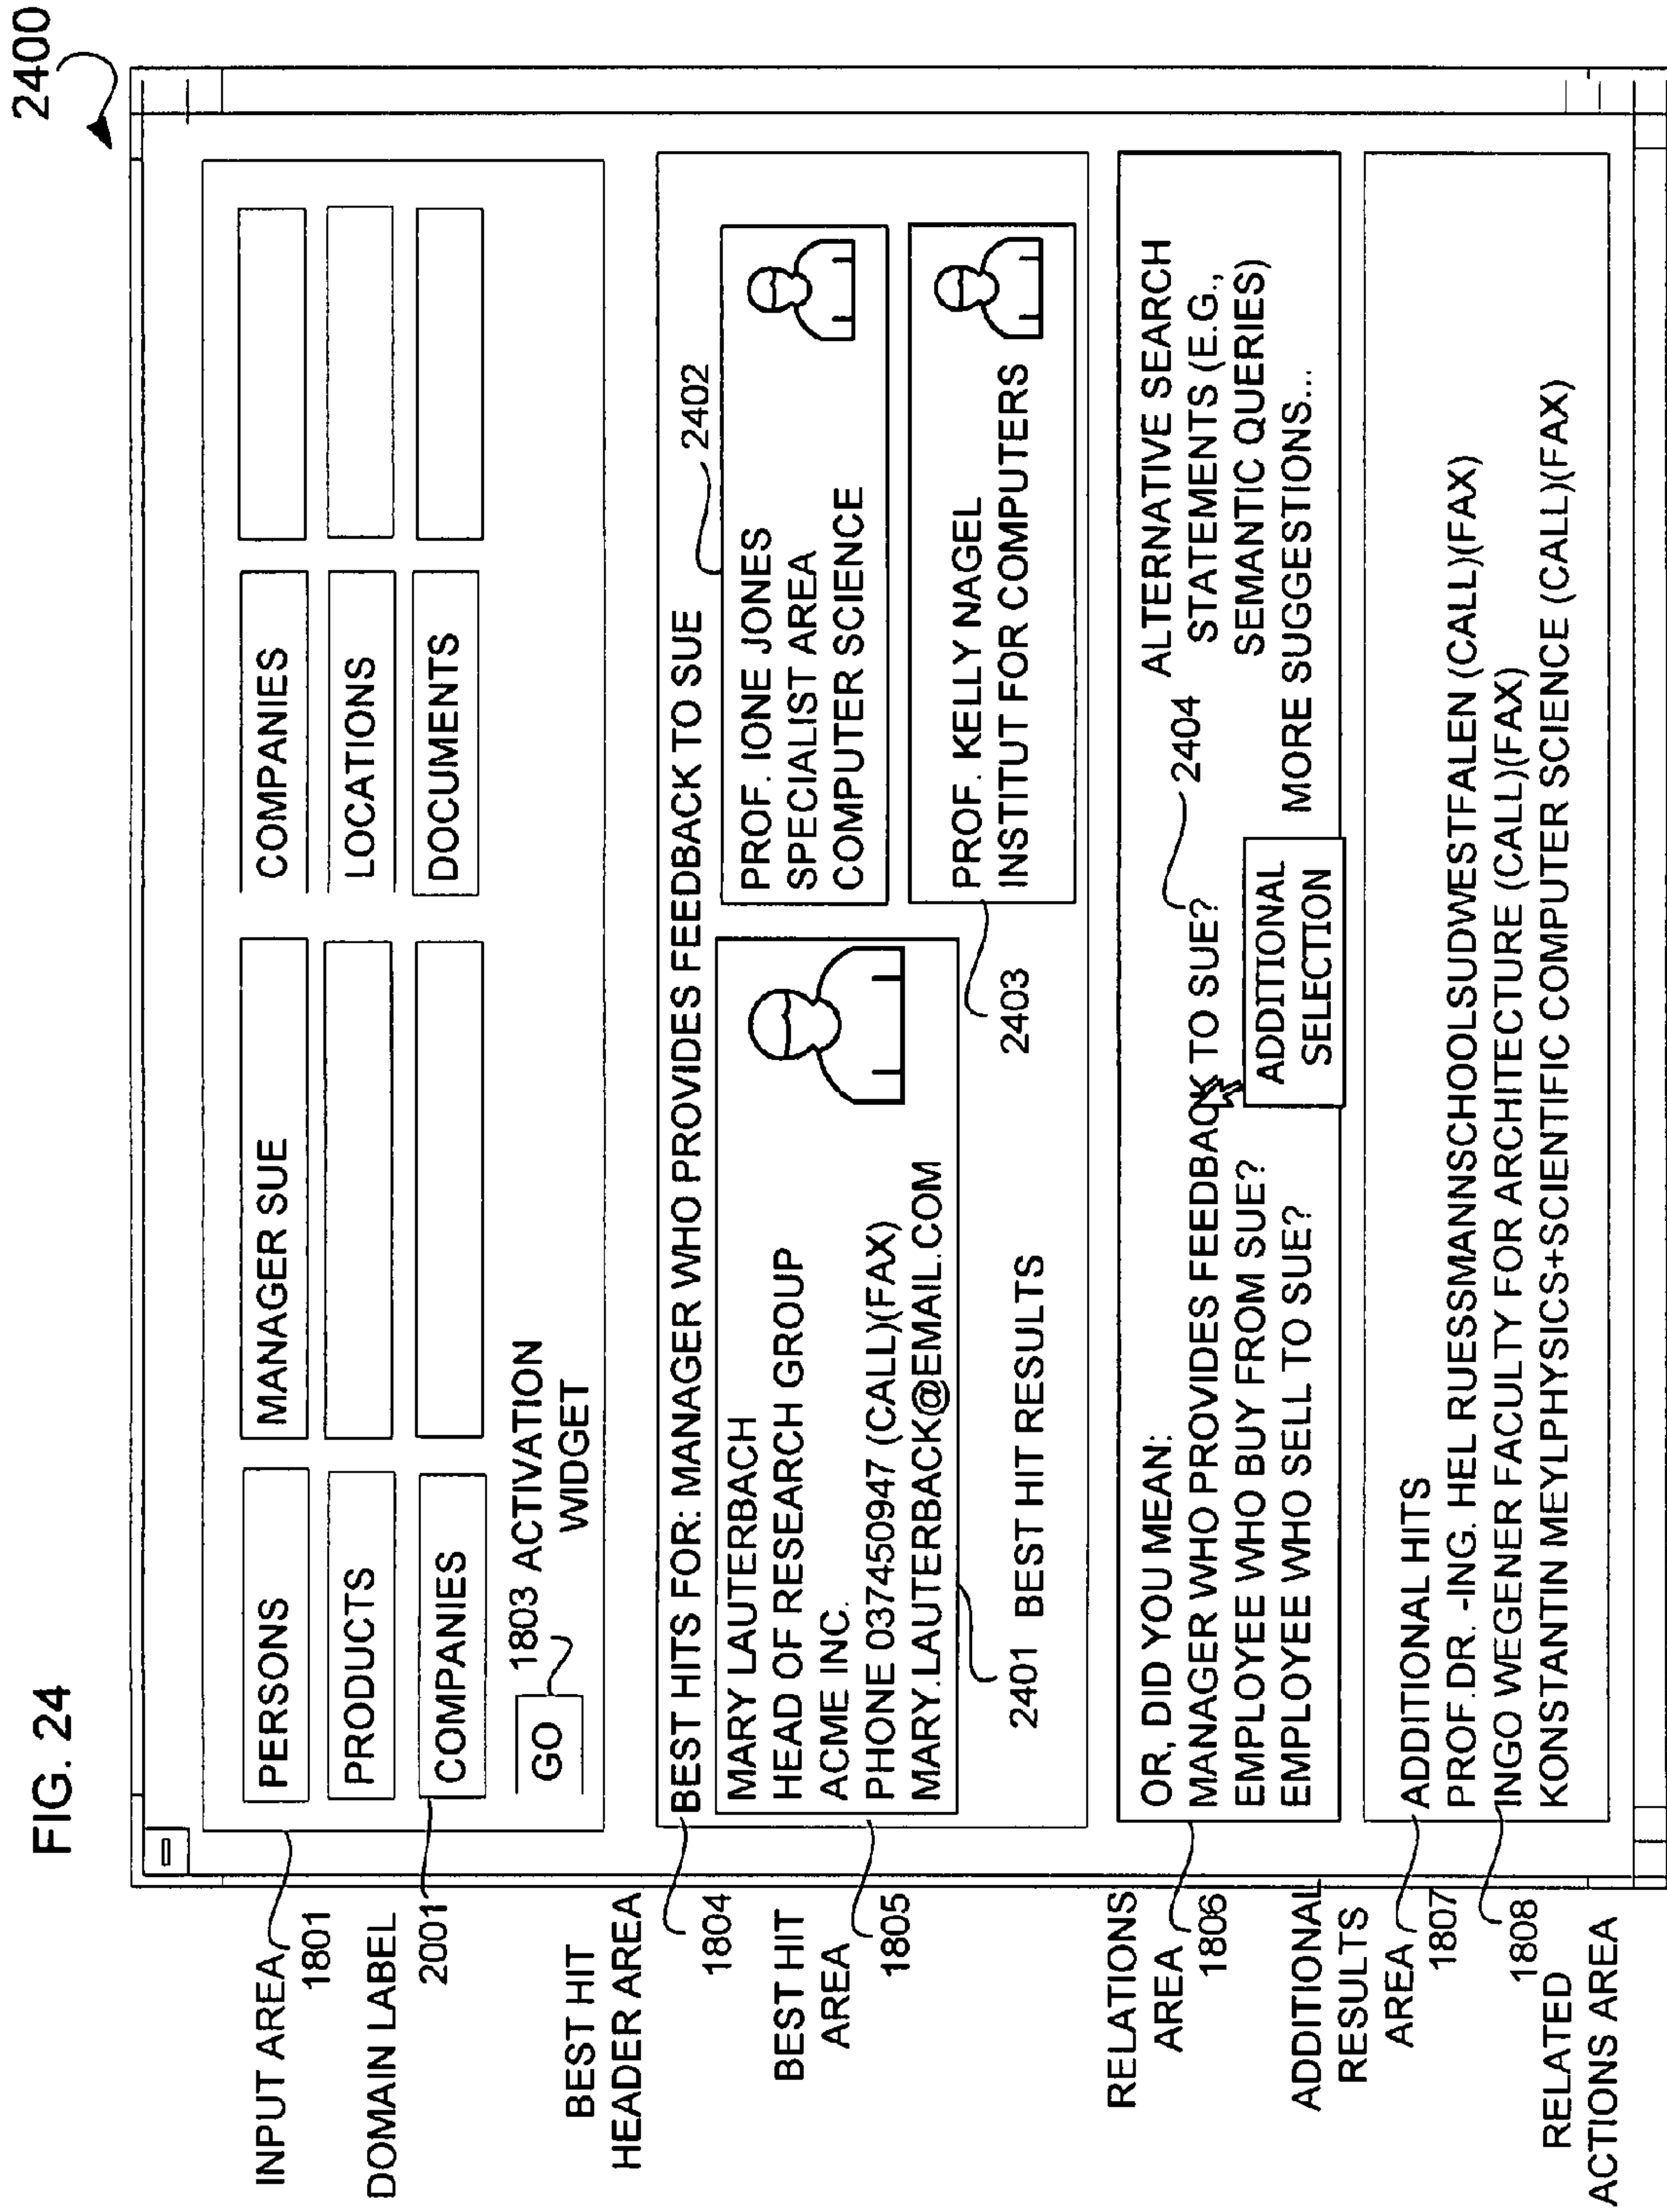 FIG. 24
2400
INPUT AREA
1801
DOMAIN LABEL
2001
PERSONS
MANAGER SUE
COMPANIES
PRODUCTS
LOCATIONS
COMPANIES
DOCUMENTS
GO
1803 ACTIVATION
WIDGET
BEST HIT
HEADER AREA
1804
BEST HITS FOR: MANAGER WHO PROVIDES FEEDBACK TO SUE
BEST HIT
AREA
1805
MARY LAUTERBACH
HEAD OF RESEARCH GROUP
ACME INC.
PHONE 037450947 (CALL)(FAX)
MARY.LAUTERBACK@EMAIL.COM
2401 BEST HIT RESULTS
2402
PROF. IONE JONES
SPECIALIST AREA
COMPUTER SCIENCE
2403
PROF. KELLY NAGEL
INSTITUT FOR COMPUTERS
RELATIONS
AREA
1806
OR, DID YOU MEAN:
MANAGER WHO PROVIDES FEEDBACK TO SUE?
EMPLOYEE WHO BUY FROM SUE?
EMPLOYEE WHO SELL TO SUE?
ADDITIONAL
SELECTION
2404
ALTERNATIVE SEARCH
STATEMENTS (E.G.,
SEMANTIC QUERIES)
MORE SUGGESTIONS...
ADDITIONAL
RESULTS
AREA
1807
ADDITIONAL HITS
PROF.DR. -ING. HEL RUESSMANNSCHOOLSUDWESTFALEN (CALL)(FAX)
INGO WEGENER FACULTY FOR ARCHITECTURE (CALL)(FAX)
KONSTANTIN MEYLPHYSICS+SCIENTIFIC COMPUTER SCIENCE (CALL)(FAX)
1808
RELATED
ACTIONS AREA